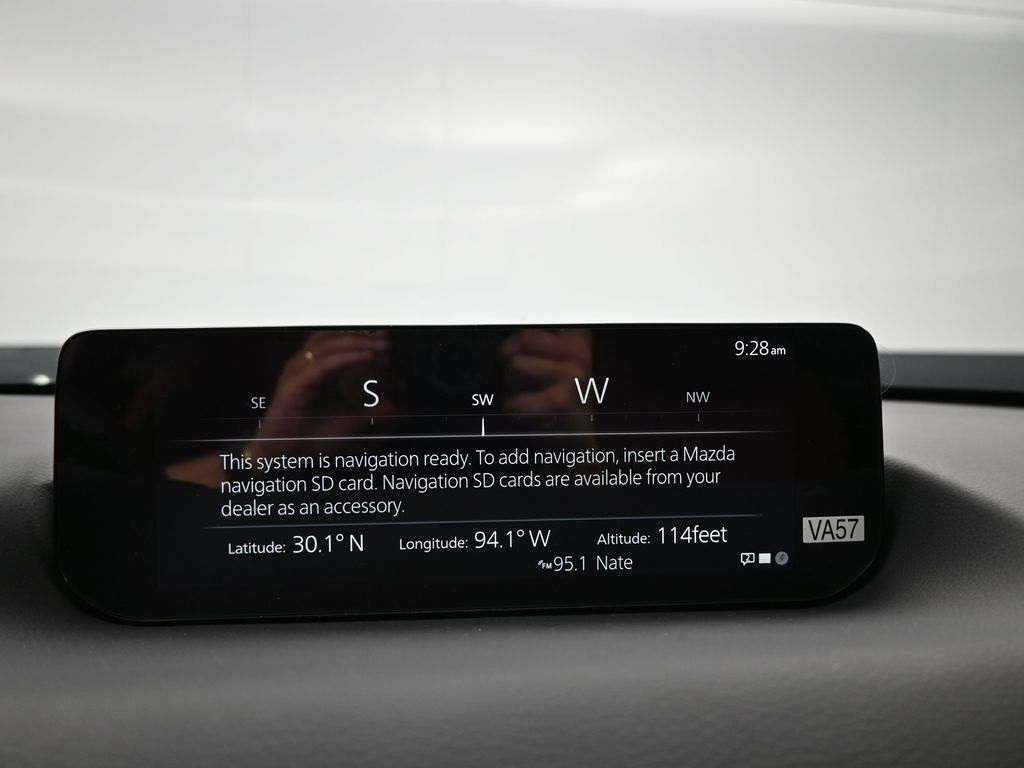 9:28am
SE S SW W NW
This system is navigation ready. To add navigation, insert a Mazda
navigation SD card. Navigation SD cards are available from your
dealer as an accessory.
VA57
Latitude: 30.1° N Longitude: 94.1° W Altitude: 114feet
FM 95.1 Nate
2